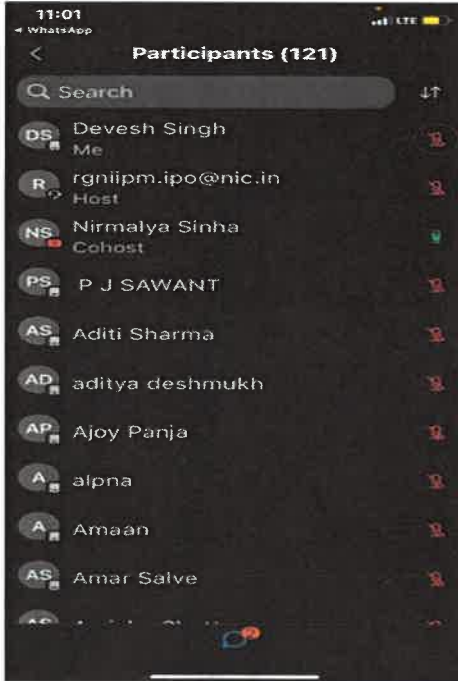 11:01
LTE
WhatsApp
Participants (121)
Search
DS
Devesh Singh
Me
R
rgniipm.ipo@nic.in
Host
NS
Nirmalya Sinha
Cohost
PS
P J SAWANT
AS
Aditi Sharma
AD
aditya deshmukh
AP
Ajoy Panja
A
alpna
A
Amaan
AS
Amar Salve